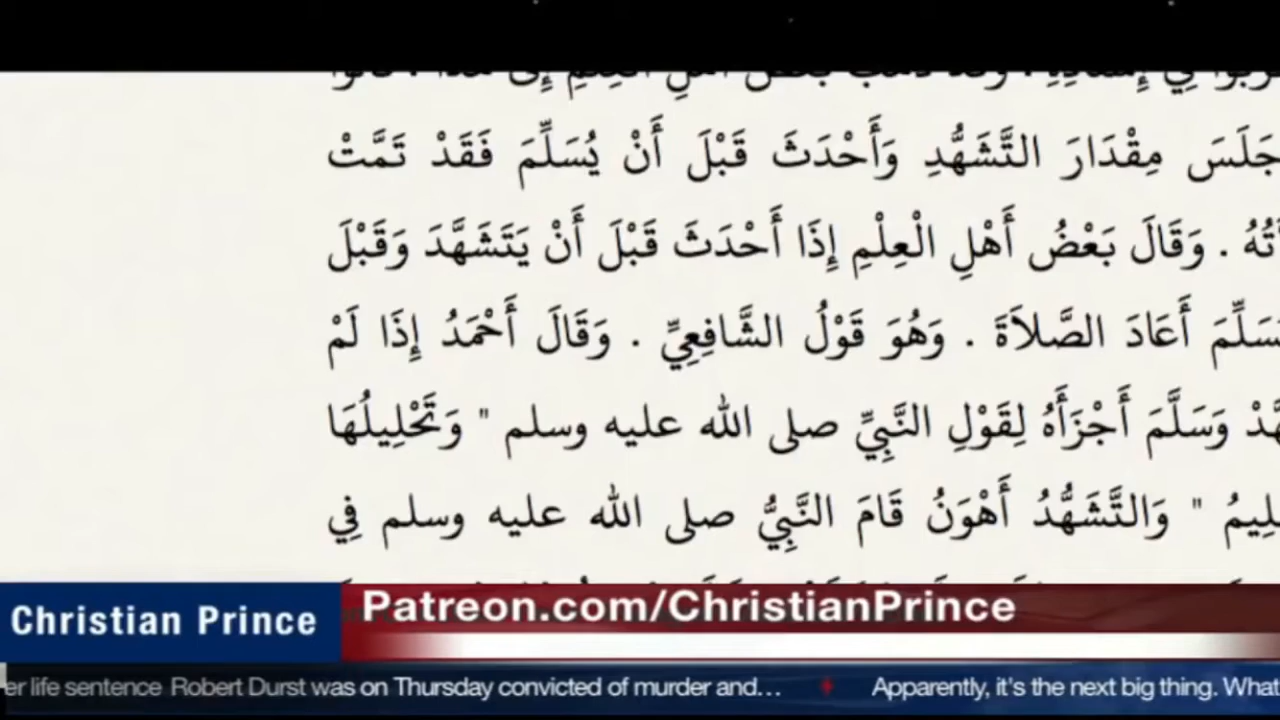 جَلَسَ مِقْدَارَ التَّشَهُّدِ وَأَحْدَثَ قَبْلَ أَنْ يُسَلِّمَ فَقَدْ تَمَّتْ
. وَقَالَ بَعْضُ أَهْلِ الْعِلْمِ إِذَا أَحْدَثَ قَبْلَ أَنْ يَتَشَهَّدَ وَقَبْلَ
أَعَادَ الصَّلاَةَ . وَهُوَ قَوْلُ الشَّافِعِيِّ . وَقَالَ أَحْمَدُ إِذَا لَمْ
وَسَلَّمَ أَجْزَأَهُ لِقَوْلِ النَّبِيِّ صلى الله عليه وسلم " وَتَحْلِيلُهَا
" وَالتَّشَهُّدُ أَهْوَنُ قَامَ النَّبِيُّ صلى الله عليه وسلم فِي
Christian Prince
Patreon.com/ChristianPrince
er life sentence Robert Durst was on Thursday convicted of murder and... Apparently, it's the next big thing. What